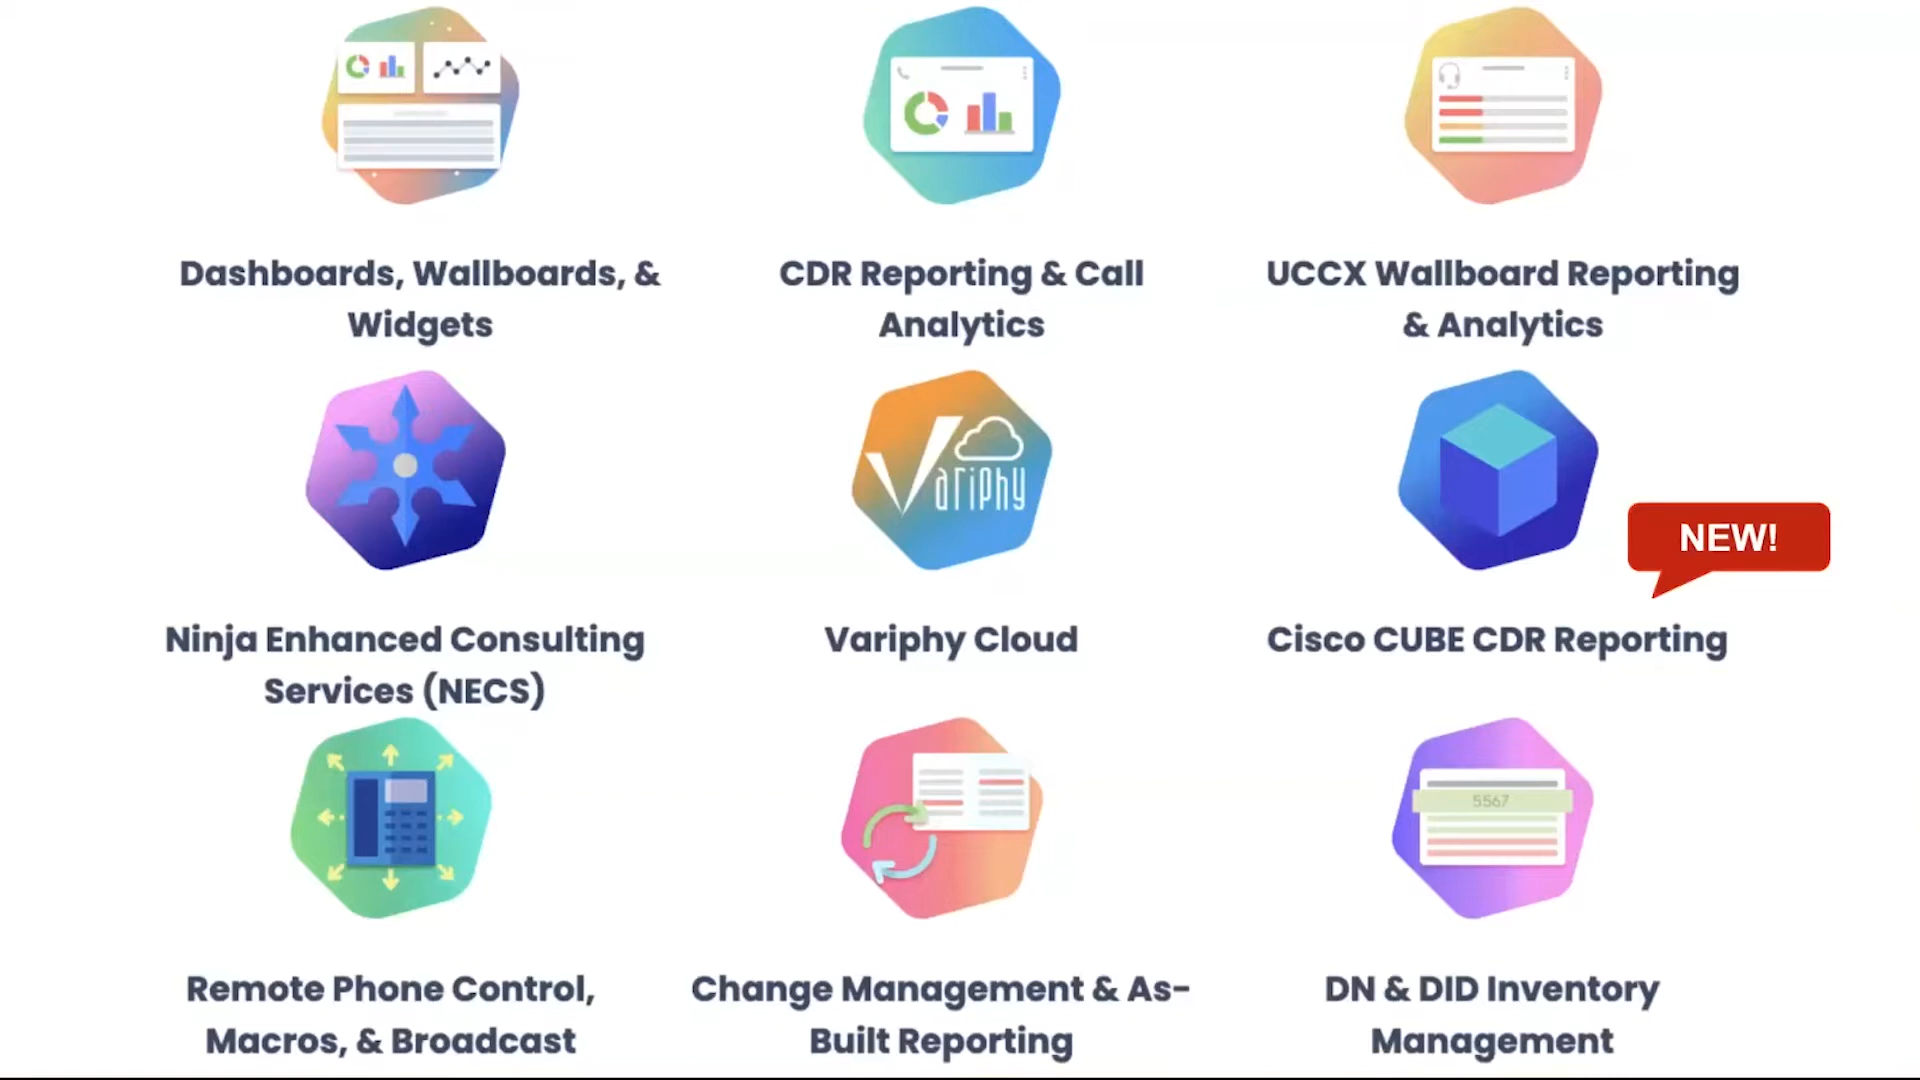 Dashboards, Wallboards, &
Widgets
CDR Reporting & Call
Analytics
UCCX Wallboard Reporting
& Analytics
Variphy
NEW!
Ninja Enhanced Consulting
Services (NECS)
Variphy Cloud
Cisco CUBE CDR Reporting
5567
Remote Phone Control,
Macros, & Broadcast
Change Management & As-
Built Reporting
DN & DID Inventory
Management